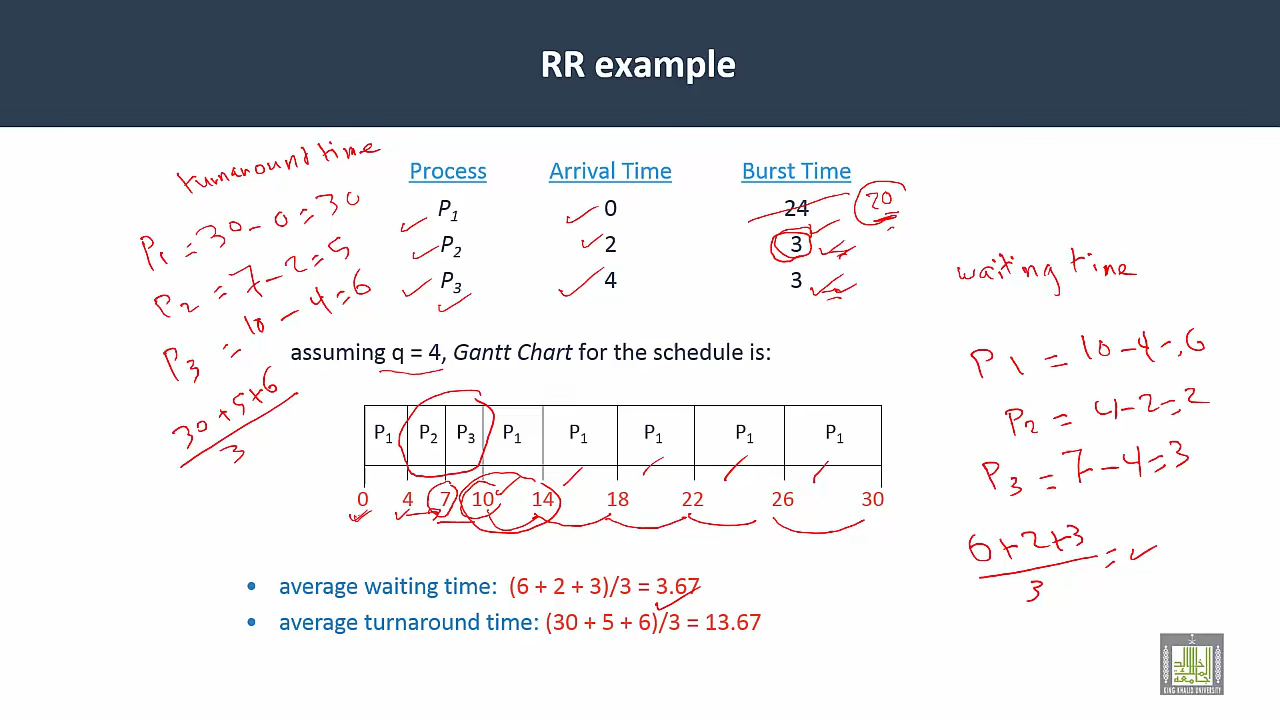 RR example
turnaround time
P1 = 30 - 0 = 30
P2 = 7 - 2 = 5
P3 = 10 - 4 = 6
30 + 5 + 6
3
Process Arrival Time Burst Time
P1 0 24 20
P2 2 3
P3 4 3
waiting time
P1 = 10 - 4 = 6
P2 = 4 - 2 = 2
P3 = 7 - 4 = 3
6 + 2 + 3 =
3
assuming q = 4, Gantt Chart for the schedule is:
P1 P2 P3 P1 P1 P1 P1 P1
0 4 7 10 14 18 22 26 30
• average waiting time: (6 + 2 + 3)/3 = 3.67
• average turnaround time: (30 + 5 + 6)/3 = 13.67
KING KHALID UNIVERSITY